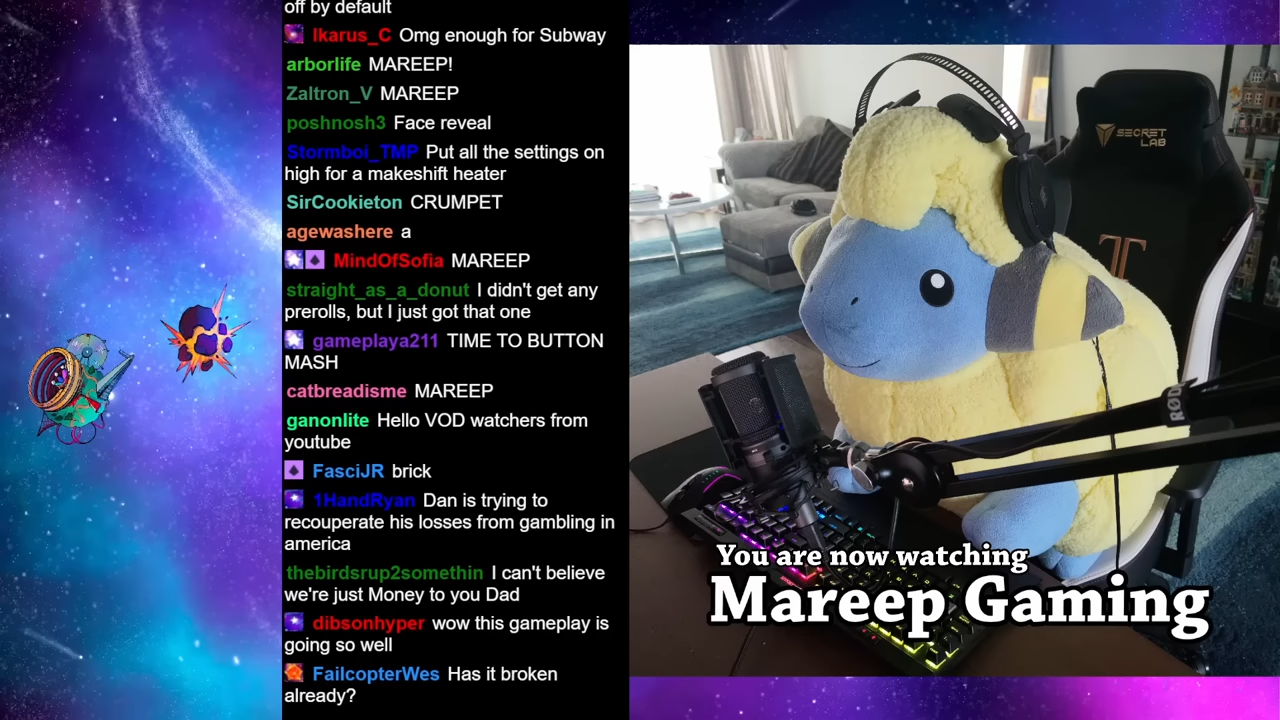 off by default
Ikarus_C Omg enough for Subway
arborlife MAREEP!
Zaltron_V MAREEP
poshnosh3 Face reveal
Stormboi_TMP Put all the settings on
high for a makeshift heater
SirCookieton CRUMPET
agewashere a
MindOfSofia MAREEP
straight_as_a_donut I didn't get any
prerolls, but I just got that one
gameplaya211 TIME TO BUTTON
MASH
catbreadisme MAREEP
ganonlite Hello VOD watchers from
youtube
FasciJR brick
1HandRyan Dan is trying to
recouperate his losses from gambling in
america
thebirdsrup2somethin I can't believe
we're just Money to you Dad
dibsonhyper wow this gameplay is
going so well
FailcopterWes Has it broken
already?
SECRET
LAB
RØDE
You are now watching
Mareep Gaming